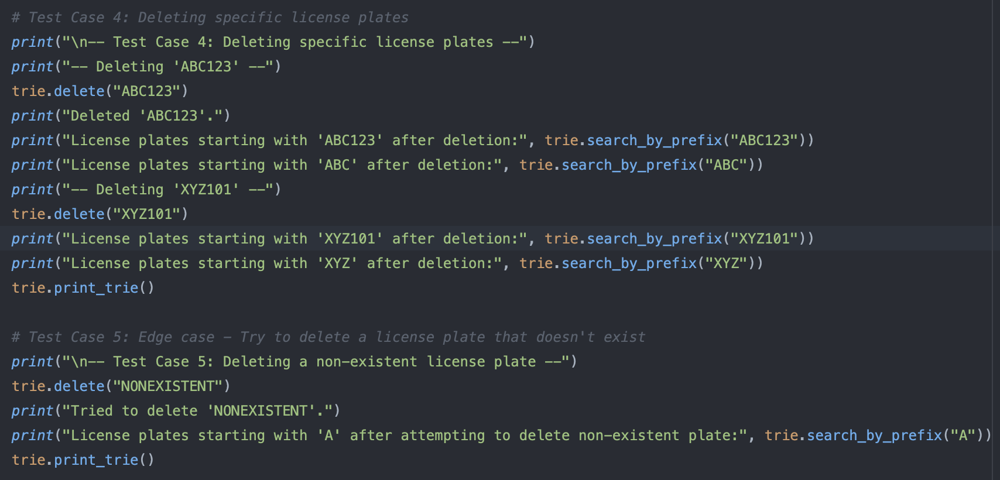 # Test Case 4: Deleting specific license plates
print("\n-- Test Case 4: Deleting specific license plates --")
print("-- Deleting 'ABC123' --")
trie.delete("ABC123")
print("Deleted 'ABC123'.")
print("License plates starting with 'ABC123' after deletion:", trie.search_by_prefix("ABC123"))
print("License plates starting with 'ABC' after deletion:", trie.search_by_prefix("ABC"))
print("-- Deleting 'XYZ101' --")
trie.delete("XYZ101")
print("License plates starting with 'XYZ101' after deletion:", trie.search_by_prefix("XYZ101"))
print("License plates starting with 'XYZ' after deletion:", trie.search_by_prefix("XYZ"))
trie.print_trie()

# Test Case 5: Edge case - Try to delete a license plate that doesn't exist
print("\n-- Test Case 5: Deleting a non-existent license plate --")
trie.delete("NONEXISTENT")
print("Tried to delete 'NONEXISTENT'.")
print("License plates starting with 'A' after attempting to delete non-existent plate:", trie.search_by_prefix("A"))
trie.print_trie()